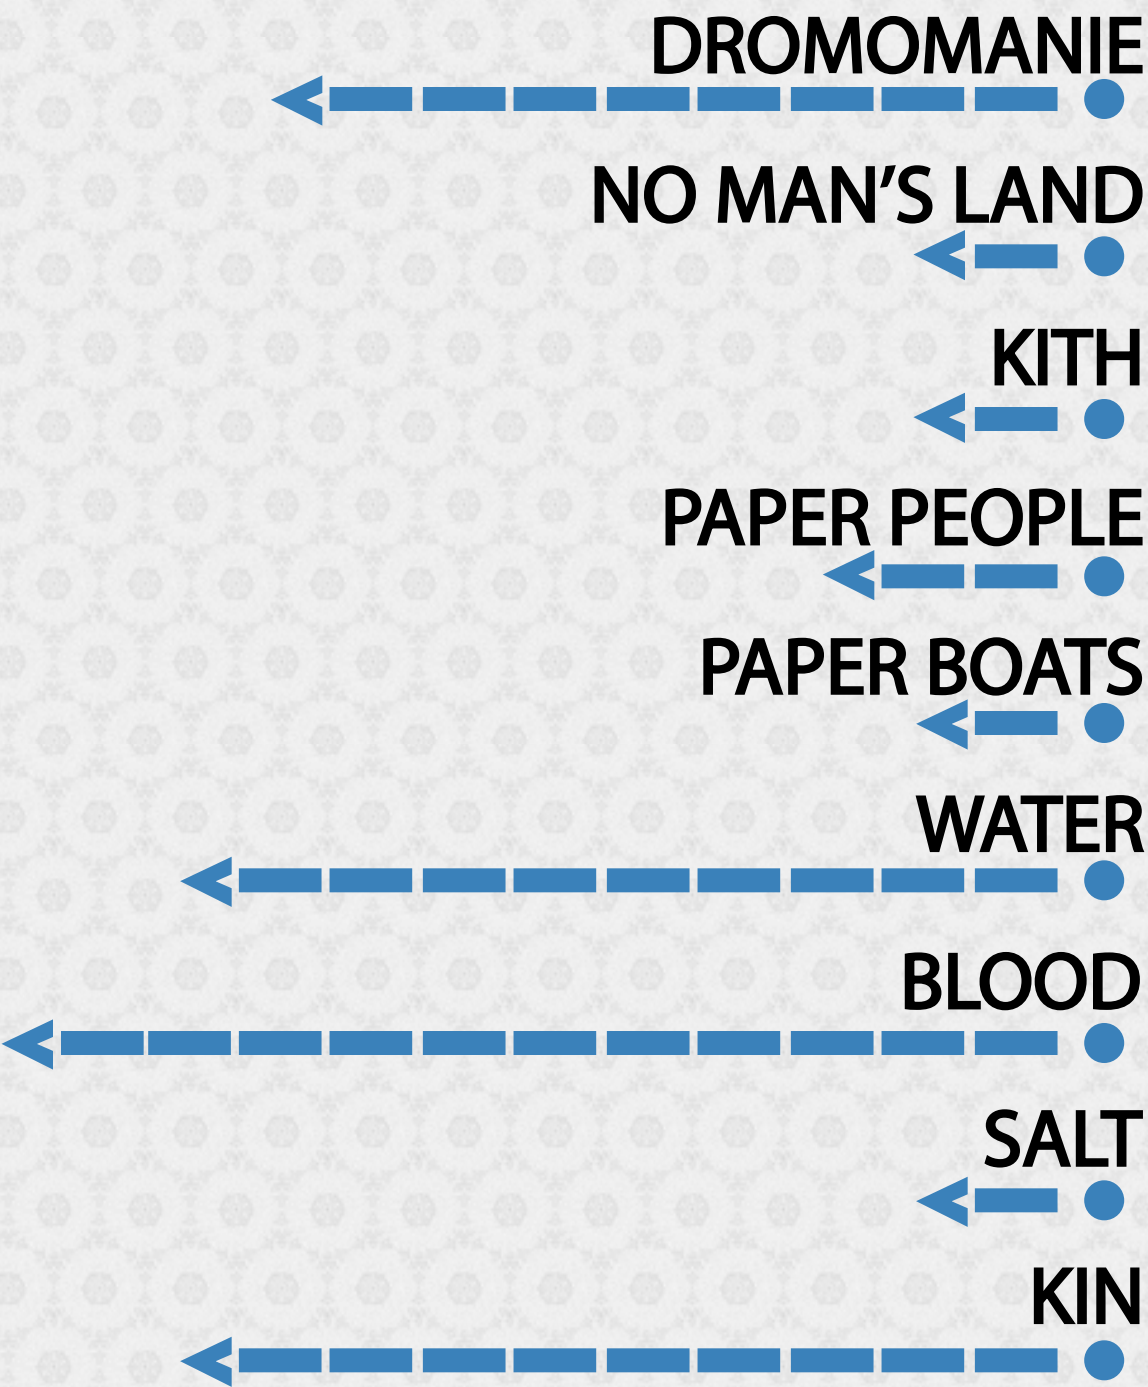 DROMOMANIE
NO MAN’S LAND
KITH
PAPER PEOPLE
PAPER BOATS
WATER
BLOOD
SALT
KIN